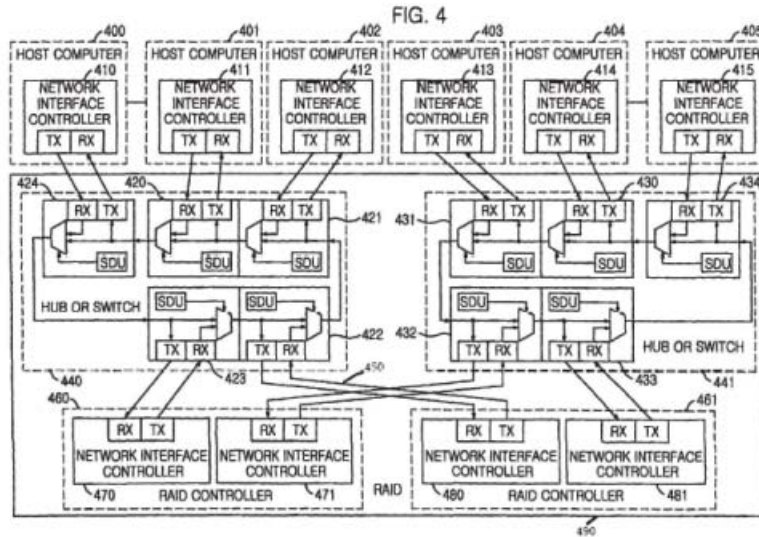 FIG. 4
400 401 402 403 404 405
HOST COMPUTER HOST COMPUTER HOST COMPUTER HOST COMPUTER HOST COMPUTER HOST COMPUTER
410 411 412 413 414 415
NETWORK INTERFACE CONTROLLER
TX RX
NETWORK INTERFACE CONTROLLER
TX RX
NETWORK INTERFACE CONTROLLER
TX RX
NETWORK INTERFACE CONTROLLER
TX RX
NETWORK INTERFACE CONTROLLER
TX RX
NETWORK INTERFACE CONTROLLER
TX RX
424 420 430 434
RX TX RX TX RX TX RX TX RX TX RX TX
421 431
SDU SDU SDU SDU SDU SDU
HUB OR SWITCH
SDU SDU SDU SDU
422 432
HUB OR SWITCH
TX RX TX RX TX RX TX RX
440 423 450 433 441
460 461
RX TX RX TX RX TX RX TX
NETWORK INTERFACE CONTROLLER
NETWORK INTERFACE CONTROLLER
NETWORK INTERFACE CONTROLLER
NETWORK INTERFACE CONTROLLER
470 RAID CONTROLLER 471 RAID 480 RAID CONTROLLER 481
490